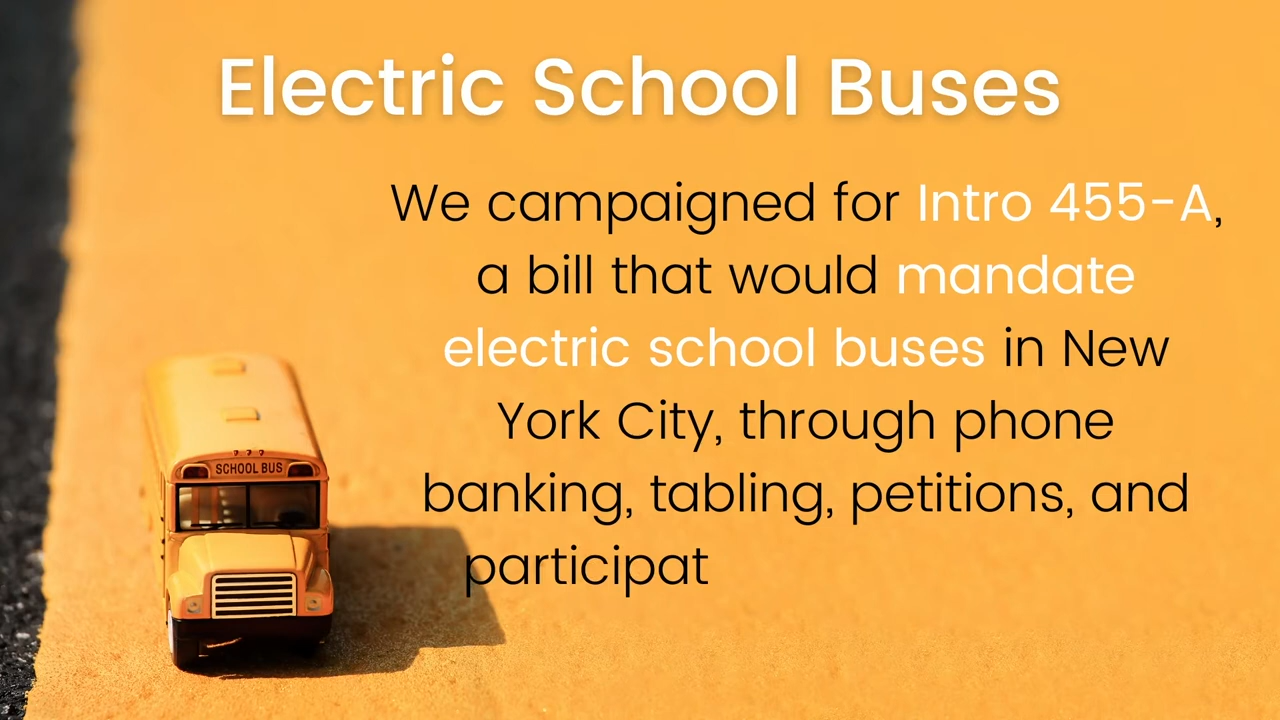 Electric School Buses
We campaigned for Intro 455-A,
a bill that would mandate
electric school buses in New
York City, through phone
banking, tabling, petitions, and
participat
SCHOOL BUS